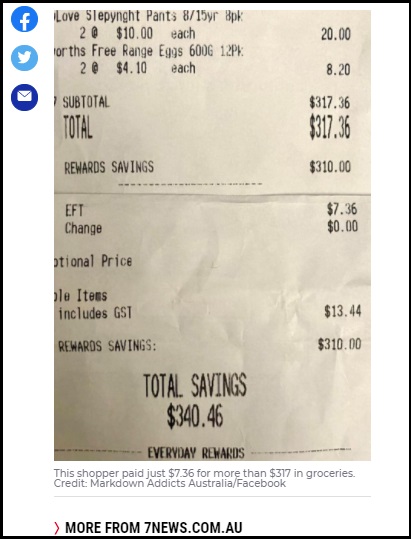 Love Slepynght Pants 8/15yr 8pk
2 @ $10.00 each 20.00
orths Free Range Eggs 600G 12Pk
2 @ $4.10 each 8.20
SUBTOTAL $317.36
TOTAL $317.36
REWARDS SAVINGS $310.00
EFT $7.36
Change $0.00
otional Price
le Items
includes GST $13.44
REWARDS SAVINGS: $310.00
TOTAL SAVINGS
$340.46
EVERYDAY REWARDS
This shopper paid just $7.36 for more than $317 in groceries.
Credit: Markdown Addicts Australia/Facebook
MORE FROM 7NEWS.COM.AU